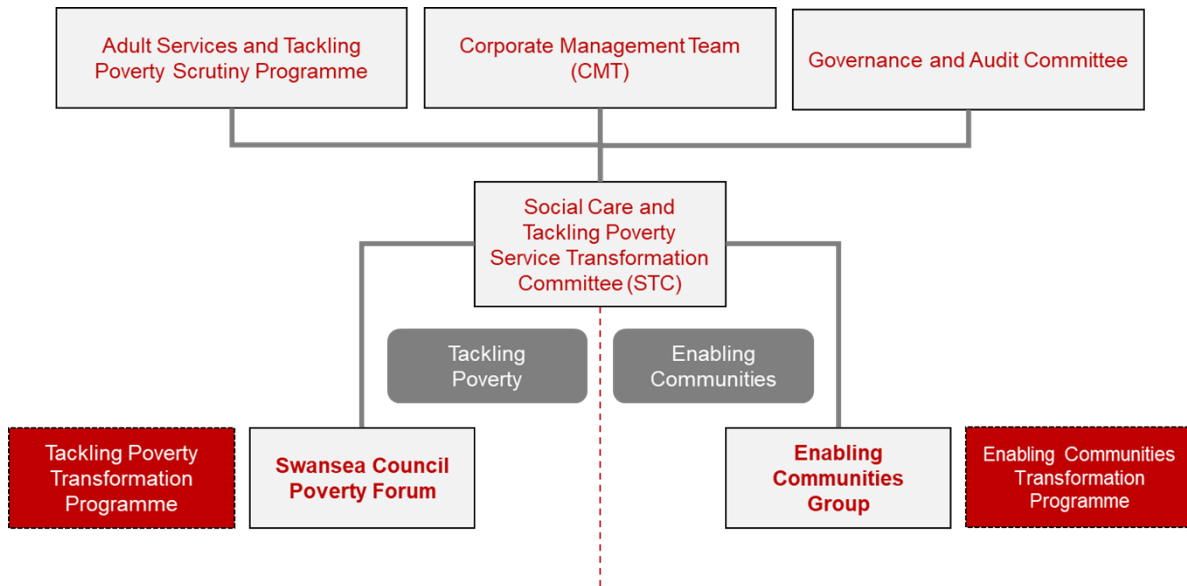 Adult Services and Tackling
Poverty Scrutiny Programme
Corporate Management Team
(CMT)
Governance and Audit Committee
Social Care and
Tackling Poverty
Service Transformation
Committee (STC)
Tackling
Poverty
Enabling
Communities
Tackling Poverty
Transformation
Programme
Swansea Council
Poverty Forum
Enabling
Communities
Group
Enabling Communities
Transformation
Programme